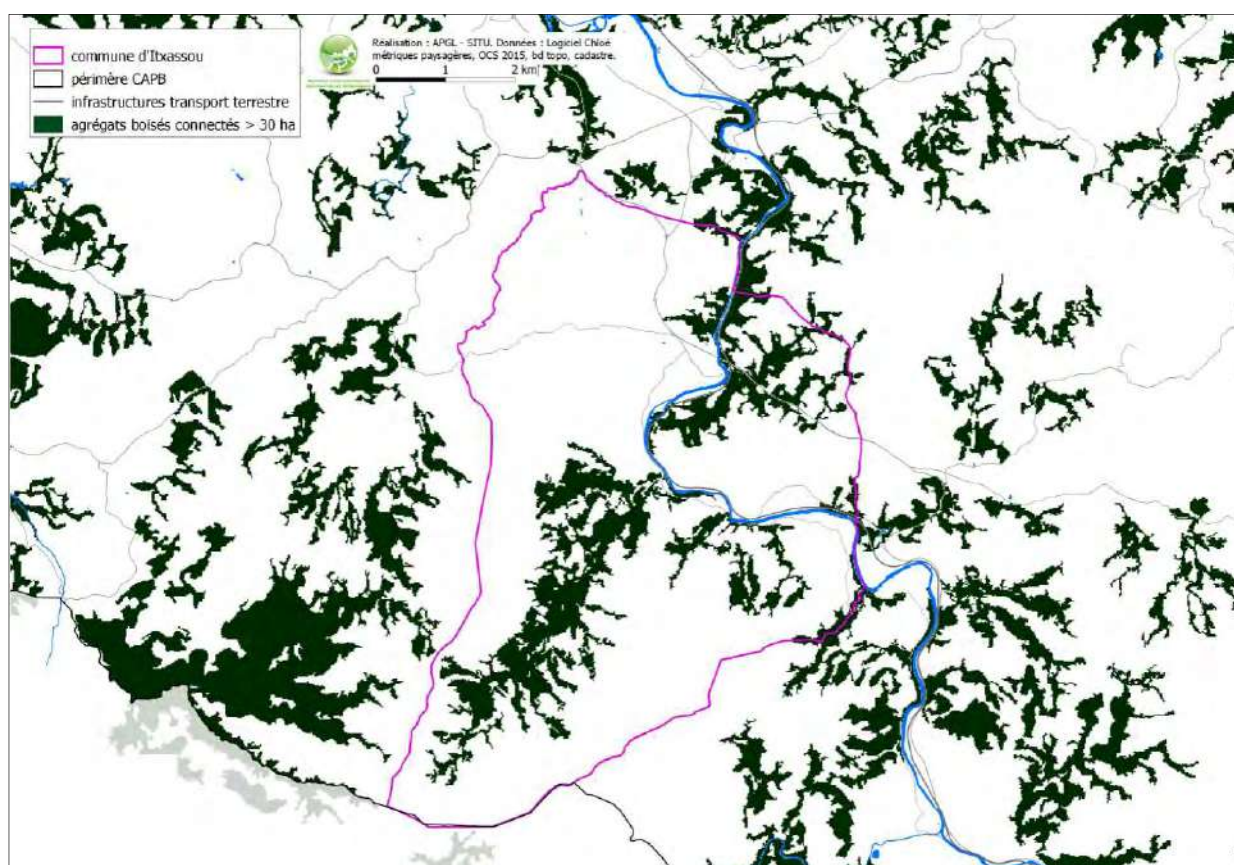 commune d'Itxassou
périmère CAPB
infrastructures transport terrestre
agrégats boisés connectés > 30 ha
Réalisation : APGL - SITU. Données : Logiciel Chloé
métriques paysagères, OCS 2015, bd topo, cadastre.
0 1 2 km